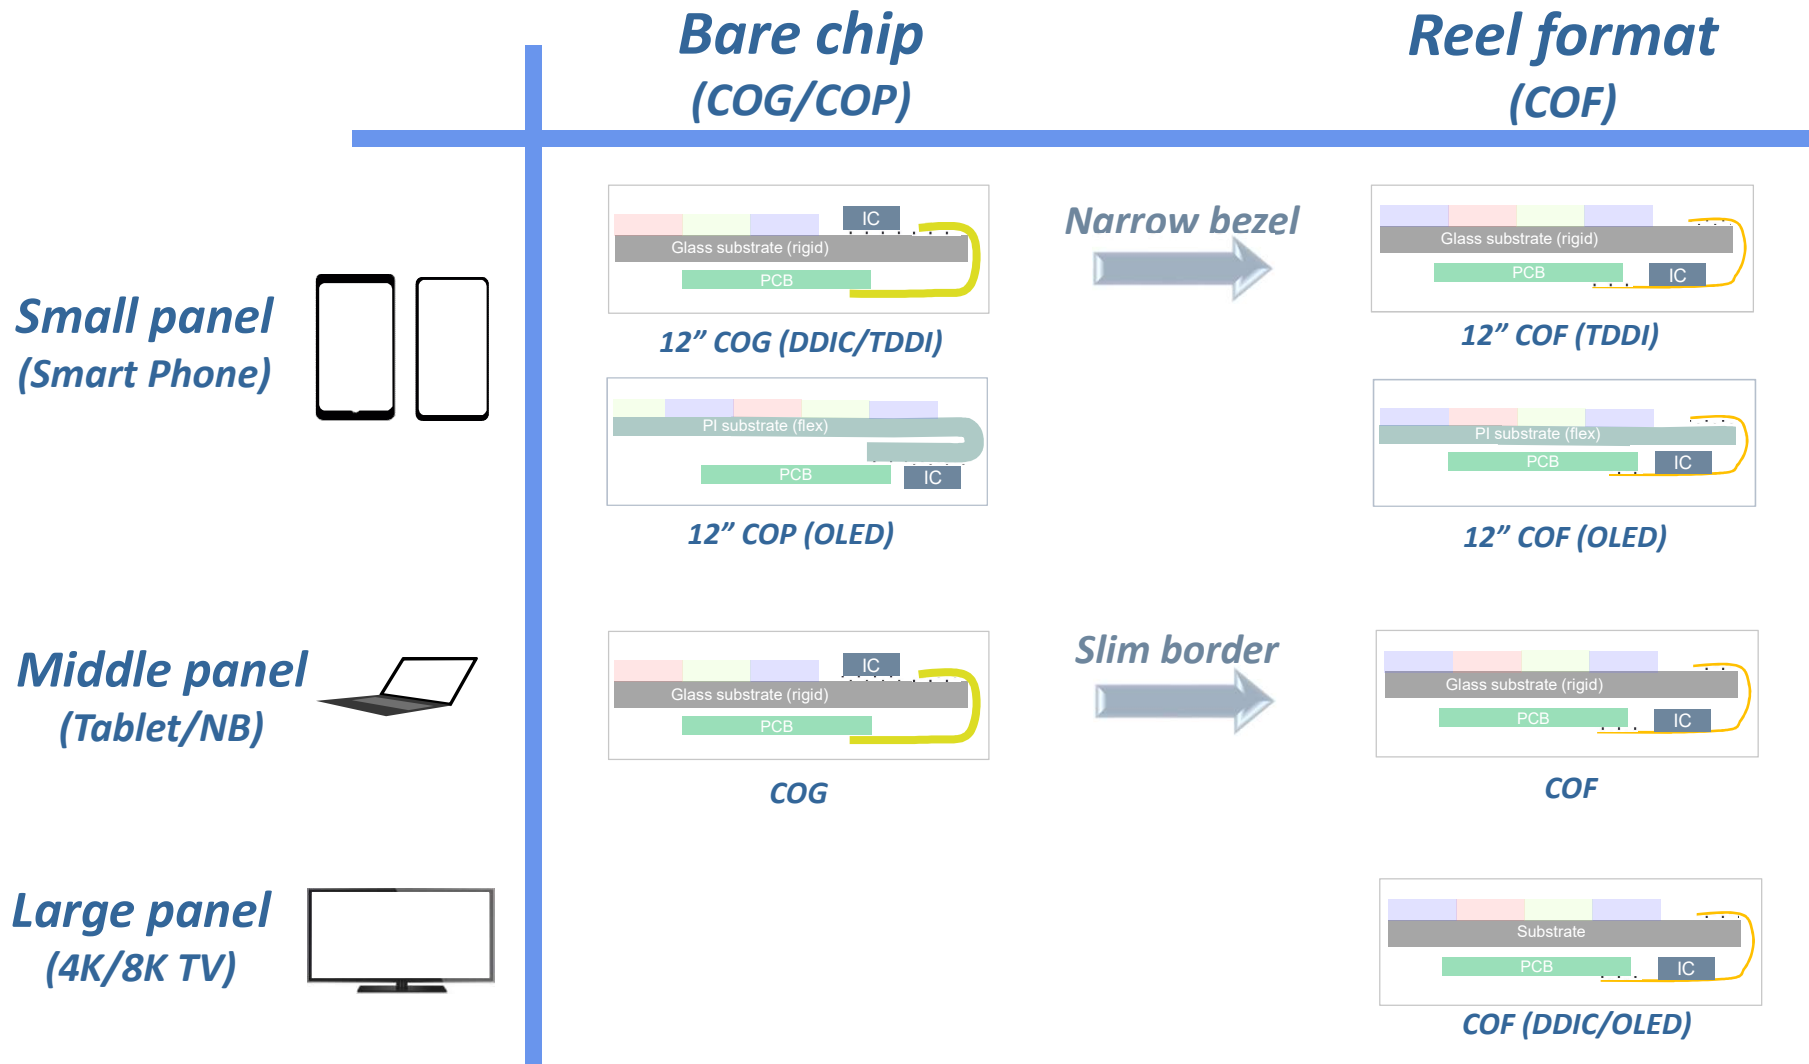 Bare chip
(COG/COP)
Reel format
(COF)
Small panel
(Smart Phone)
IC
Glass substrate (rigid)
PCB
12” COG (DDIC/TDDI)
Narrow bezel
Glass substrate (rigid)
PCB
IC
12” COF (TDDI)
PI substrate (flex)
PCB
IC
12” COP (OLED)
PI substrate (flex)
PCB
IC
12” COF (OLED)
Middle panel
(Tablet/NB)
IC
Glass substrate (rigid)
PCB
COG
Slim border
Glass substrate (rigid)
PCB
IC
COF
Large panel
(4K/8K TV)
Substrate
PCB
IC
COF (DDIC/OLED)